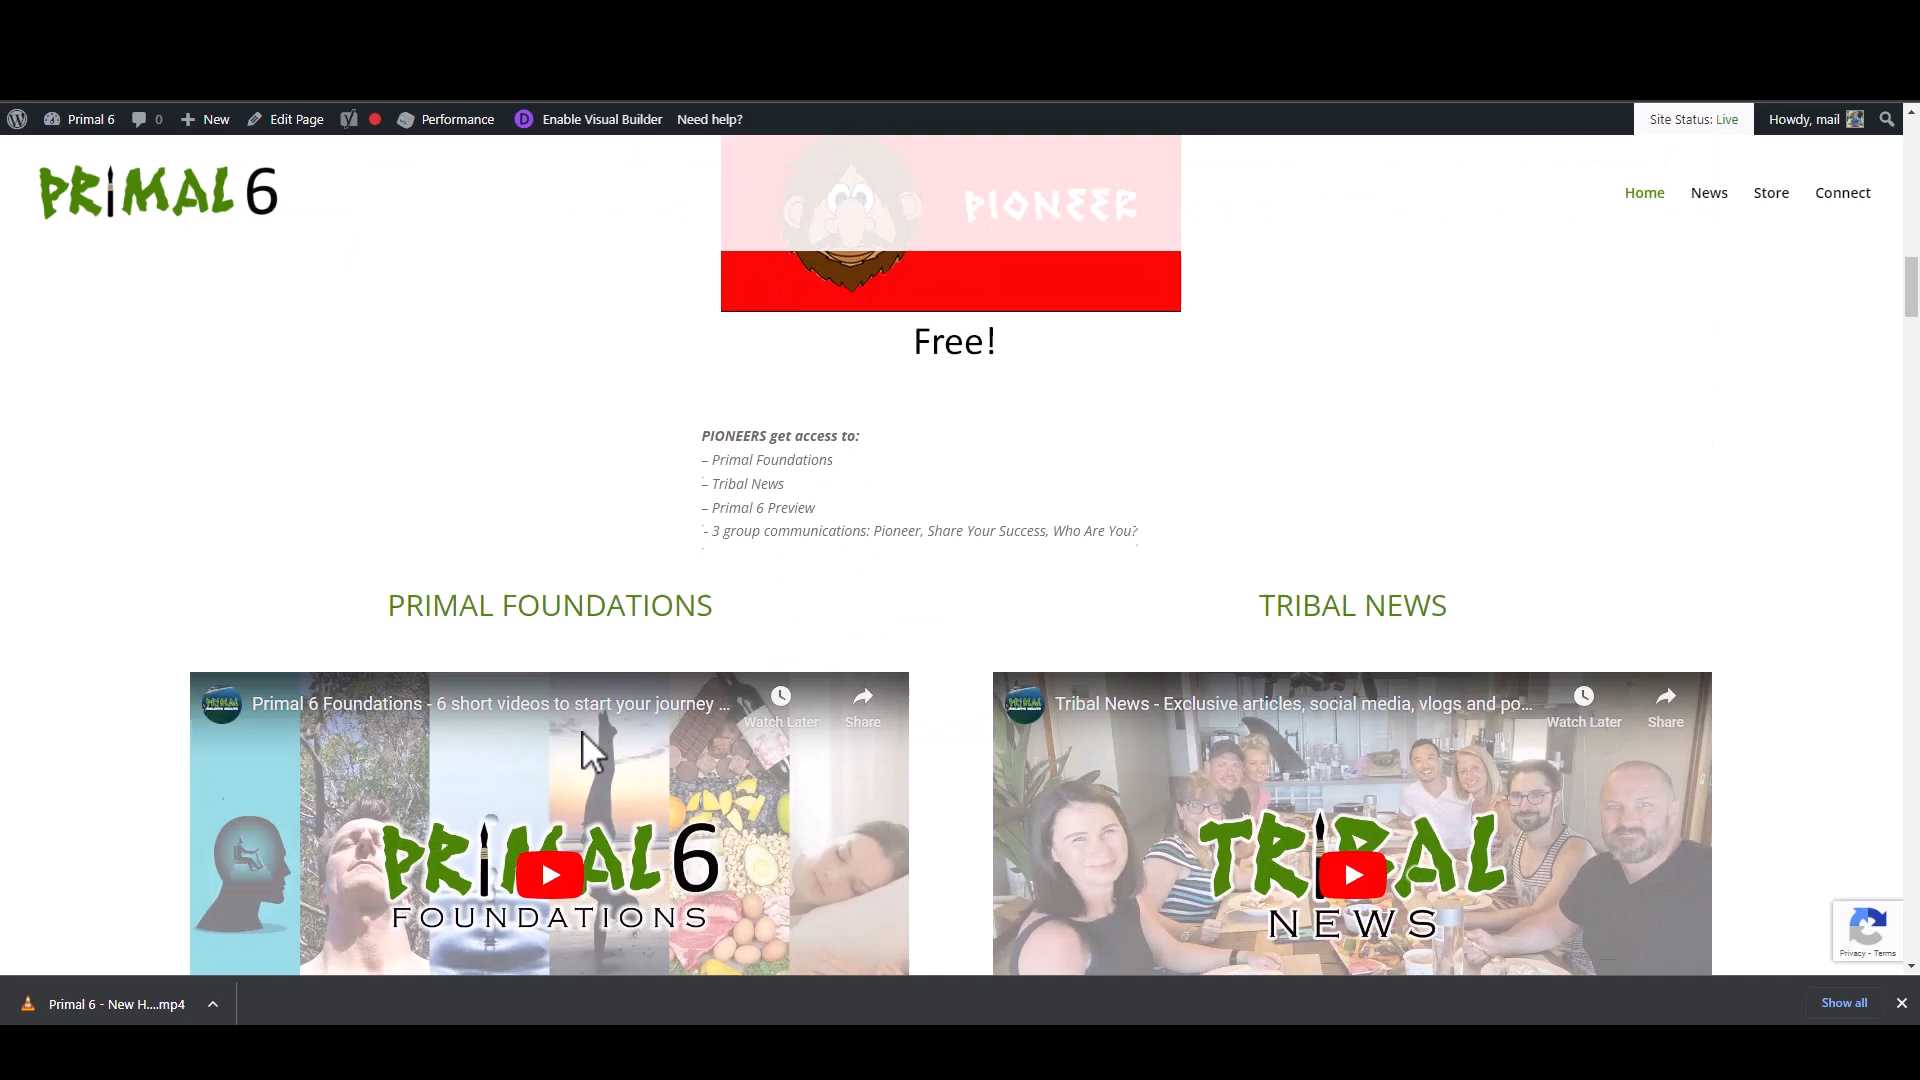 Primal 6 0 New Edit Page Performance Enable Visual Builder Need help? Site Status: Live Howdy, mail
PRIMAL 6
Home News Store Connect
PIONEER
Free!
PIONEERS get access to:
– Primal Foundations
– Tribal News
– Primal 6 Preview
- 3 group communications: Pioneer, Share Your Success, Who Are You?
PRIMAL FOUNDATIONS
TRIBAL NEWS
Primal 6 Foundations - 6 short videos to start your journey ...
Watch Later Share
Tribal News - Exclusive articles, social media, vlogs and po...
Watch Later Share
PRIMAL 6
FOUNDATIONS
TRIBAL
NEWS
Privacy - Terms
Primal 6 - New H....mp4
Show all